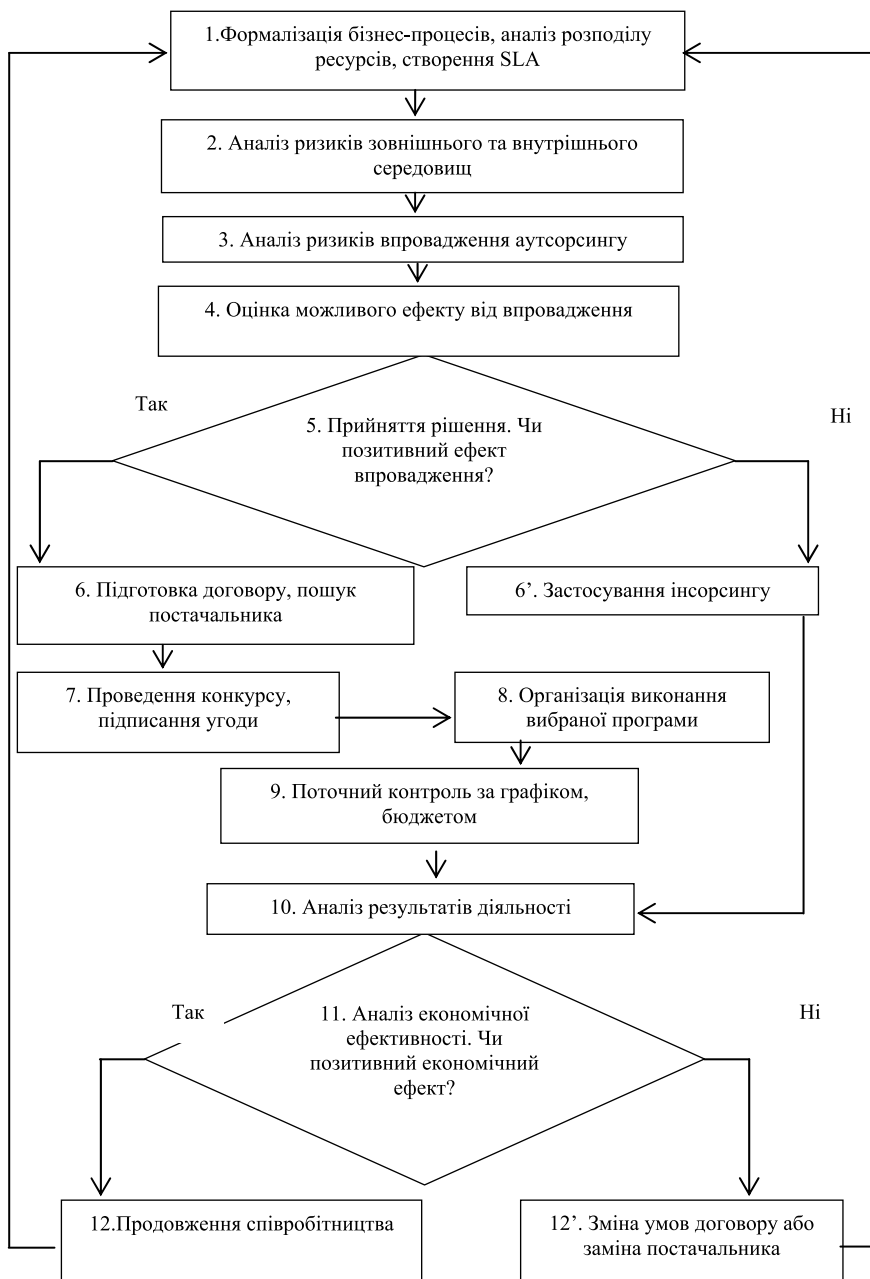 1.Формалізація бізнес-процесів, аналіз розподілу
ресурсів, створення SLA
2. Аналіз ризиків зовнішнього та внутрішнього
середовищ
3. Аналіз ризиків впровадження аутсорсингу
4. Оцінка можливого ефекту від впровадження
Так
Ні
5. Прийняття рішення. Чи
позитивний ефект
впровадження?
6. Підготовка договору, пошук
постачальника
6’. Застосування інсорсингу
7. Проведення конкурсу,
підписання угоди
8. Організація виконання
вибраної програми
9. Поточний контроль за графіком,
бюджетом
10. Аналіз результатів діяльності
Так
Ні
11. Аналіз економічної
ефективності. Чи
позитивний економічний
ефект?
12.Продовження співробітництва
12’. Зміна умов договору або
заміна постачальника